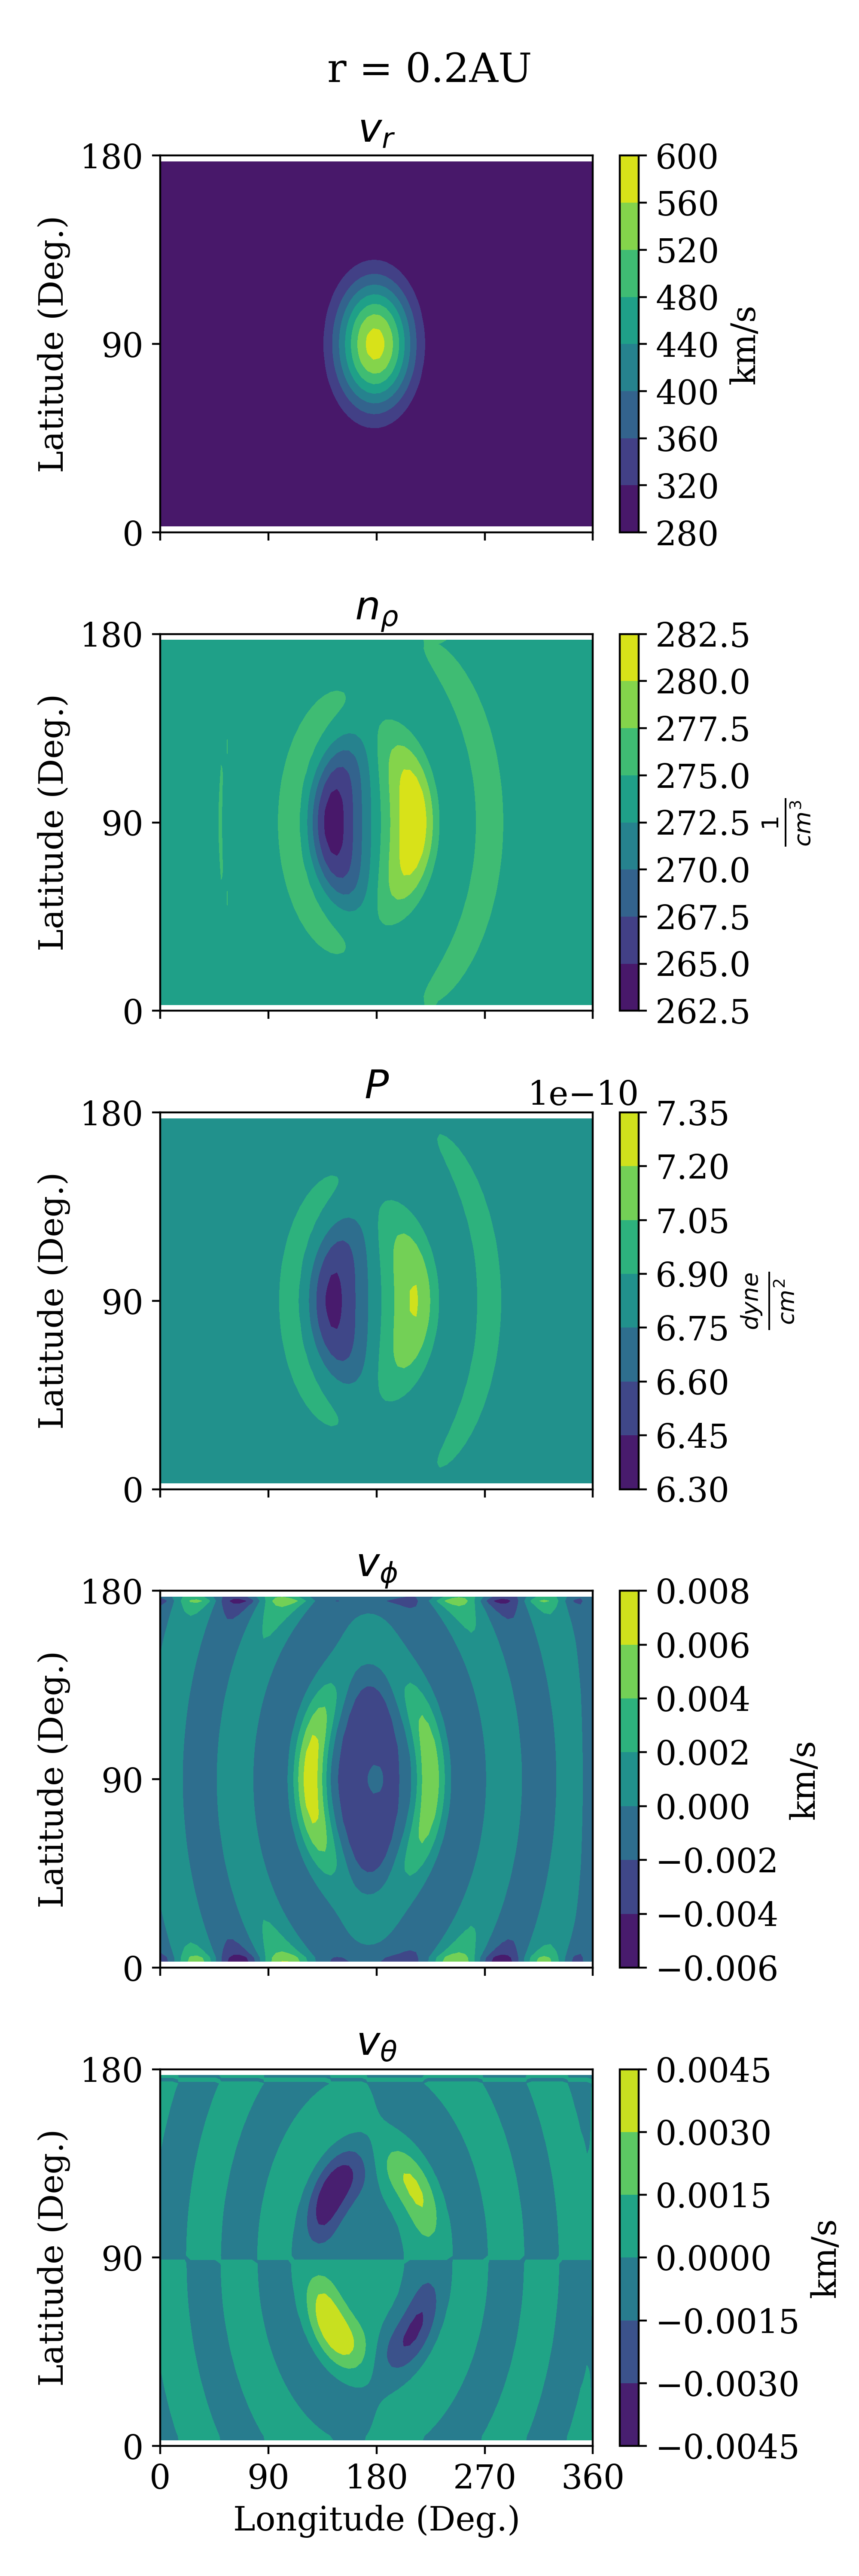 r = 0.2AU
v_r
180
90
0
Latitude (Deg.)
600
560
520
480
440
400
360
320
280
km/s
n_ρ
180
90
0
Latitude (Deg.)
282.5
280.0
277.5
275.0
272.5
270.0
267.5
265.0
262.5
1/cm³
P
1e−10
180
90
0
Latitude (Deg.)
7.35
7.20
7.05
6.90
6.75
6.60
6.45
6.30
dyne/cm²
v_ϕ
180
90
0
Latitude (Deg.)
0.008
0.006
0.004
0.002
0.000
−0.002
−0.004
−0.006
km/s
v_θ
180
90
0
Latitude (Deg.)
0.0045
0.0030
0.0015
0.0000
−0.0015
−0.0030
−0.0045
km/s
0 90 180 270 360
Longitude (Deg.)